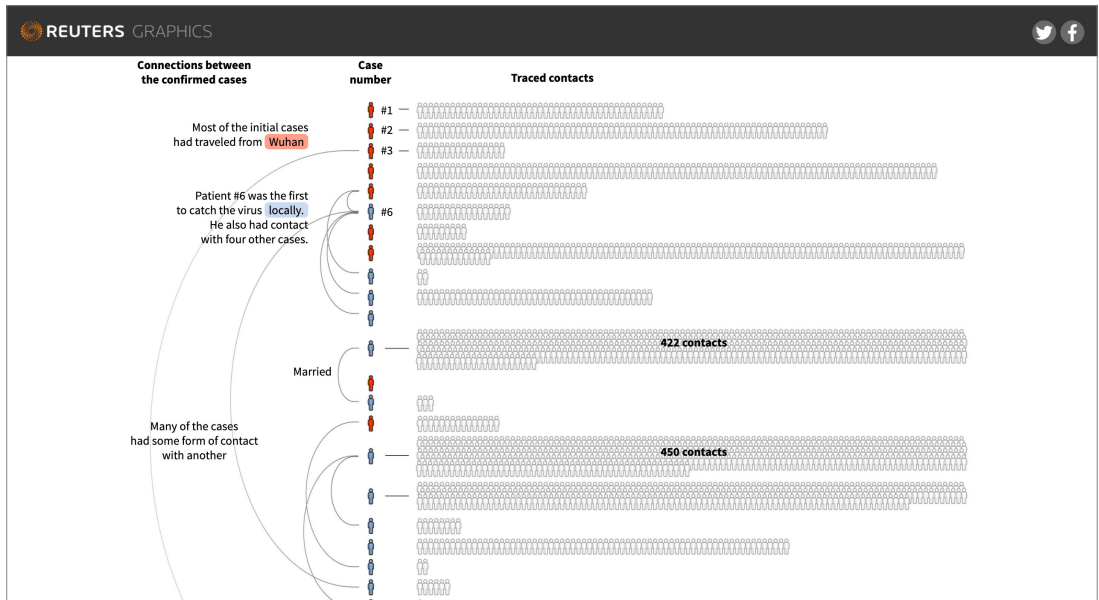 REUTERS GRAPHICS
Connections between
the confirmed cases
Case
number
Traced contacts
#1
Most of the initial cases
had traveled from Wuhan
#2
#3
Patient #6 was the first
to catch the virus locally.
He also had contact
with four other cases.
#6
422 contacts
Married
Many of the cases
had some form of contact
with another
450 contacts